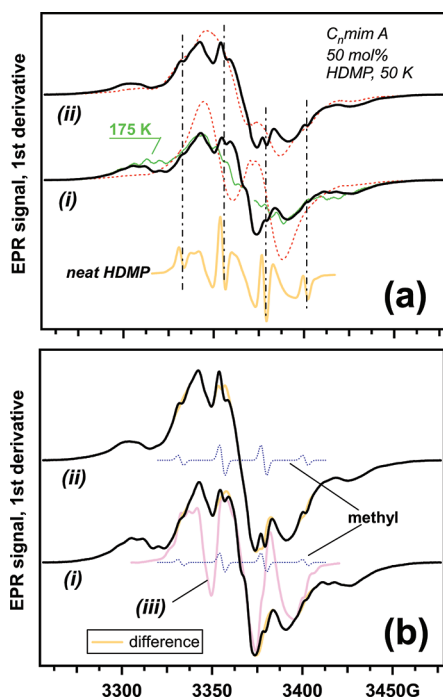 CnmimA
50 mol%
HDMP, 50 K
(ii)
175 K
(i)
neat HDMP
(a)
EPR signal, 1st derivative
(b)
(ii)
methyl
(i)
(iii)
difference
EPR signal, 1st derivative
3300
3350
3400
3450G